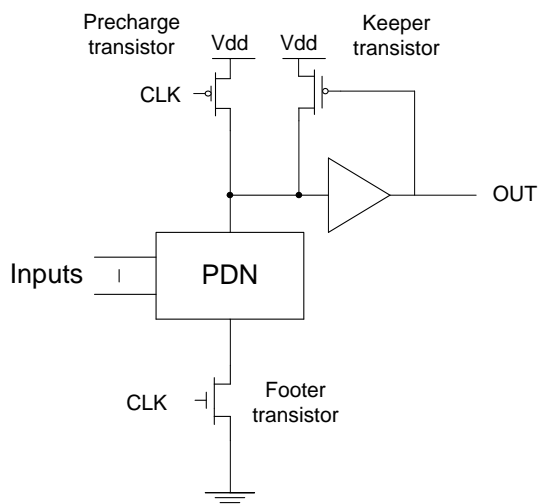 Precharge
transistor
Vdd
Vdd
Keeper
transistor
CLK
OUT
Inputs
PDN
CLK
Footer
transistor